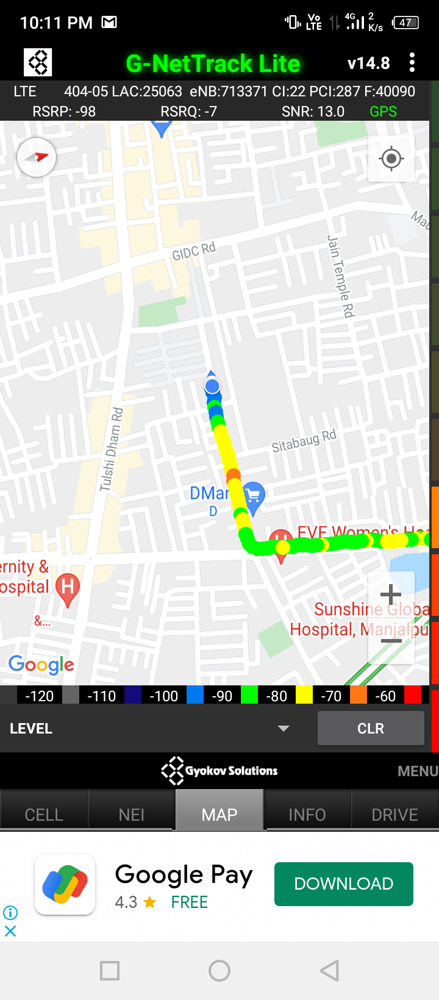 10:11 PM
Vo LTE 4G 2 K/s 47
G-NetTrack Lite v14.8
LTE 404-05 LAC:25063 eNB:713371 CI:22 PCI:287 F:40090
RSRP: -98 RSRQ: -7 SNR: 13.0 GPS
GIDC Rd
Jain Temple Rd
Tulshi Dham Rd
Sitabaug Rd
DMar
D
EVE Women's Hos
ernity &
ospital
H
H
&...
Sunshine Globa
Hospital, Manjalpu
+
−
Google
-120 -110 -100 -90 -80 -70 -60
LEVEL CLR
Gyokov Solutions MENU
CELL NEI MAP INFO DRIVE
Google Pay
4.3 ★ FREE
DOWNLOAD